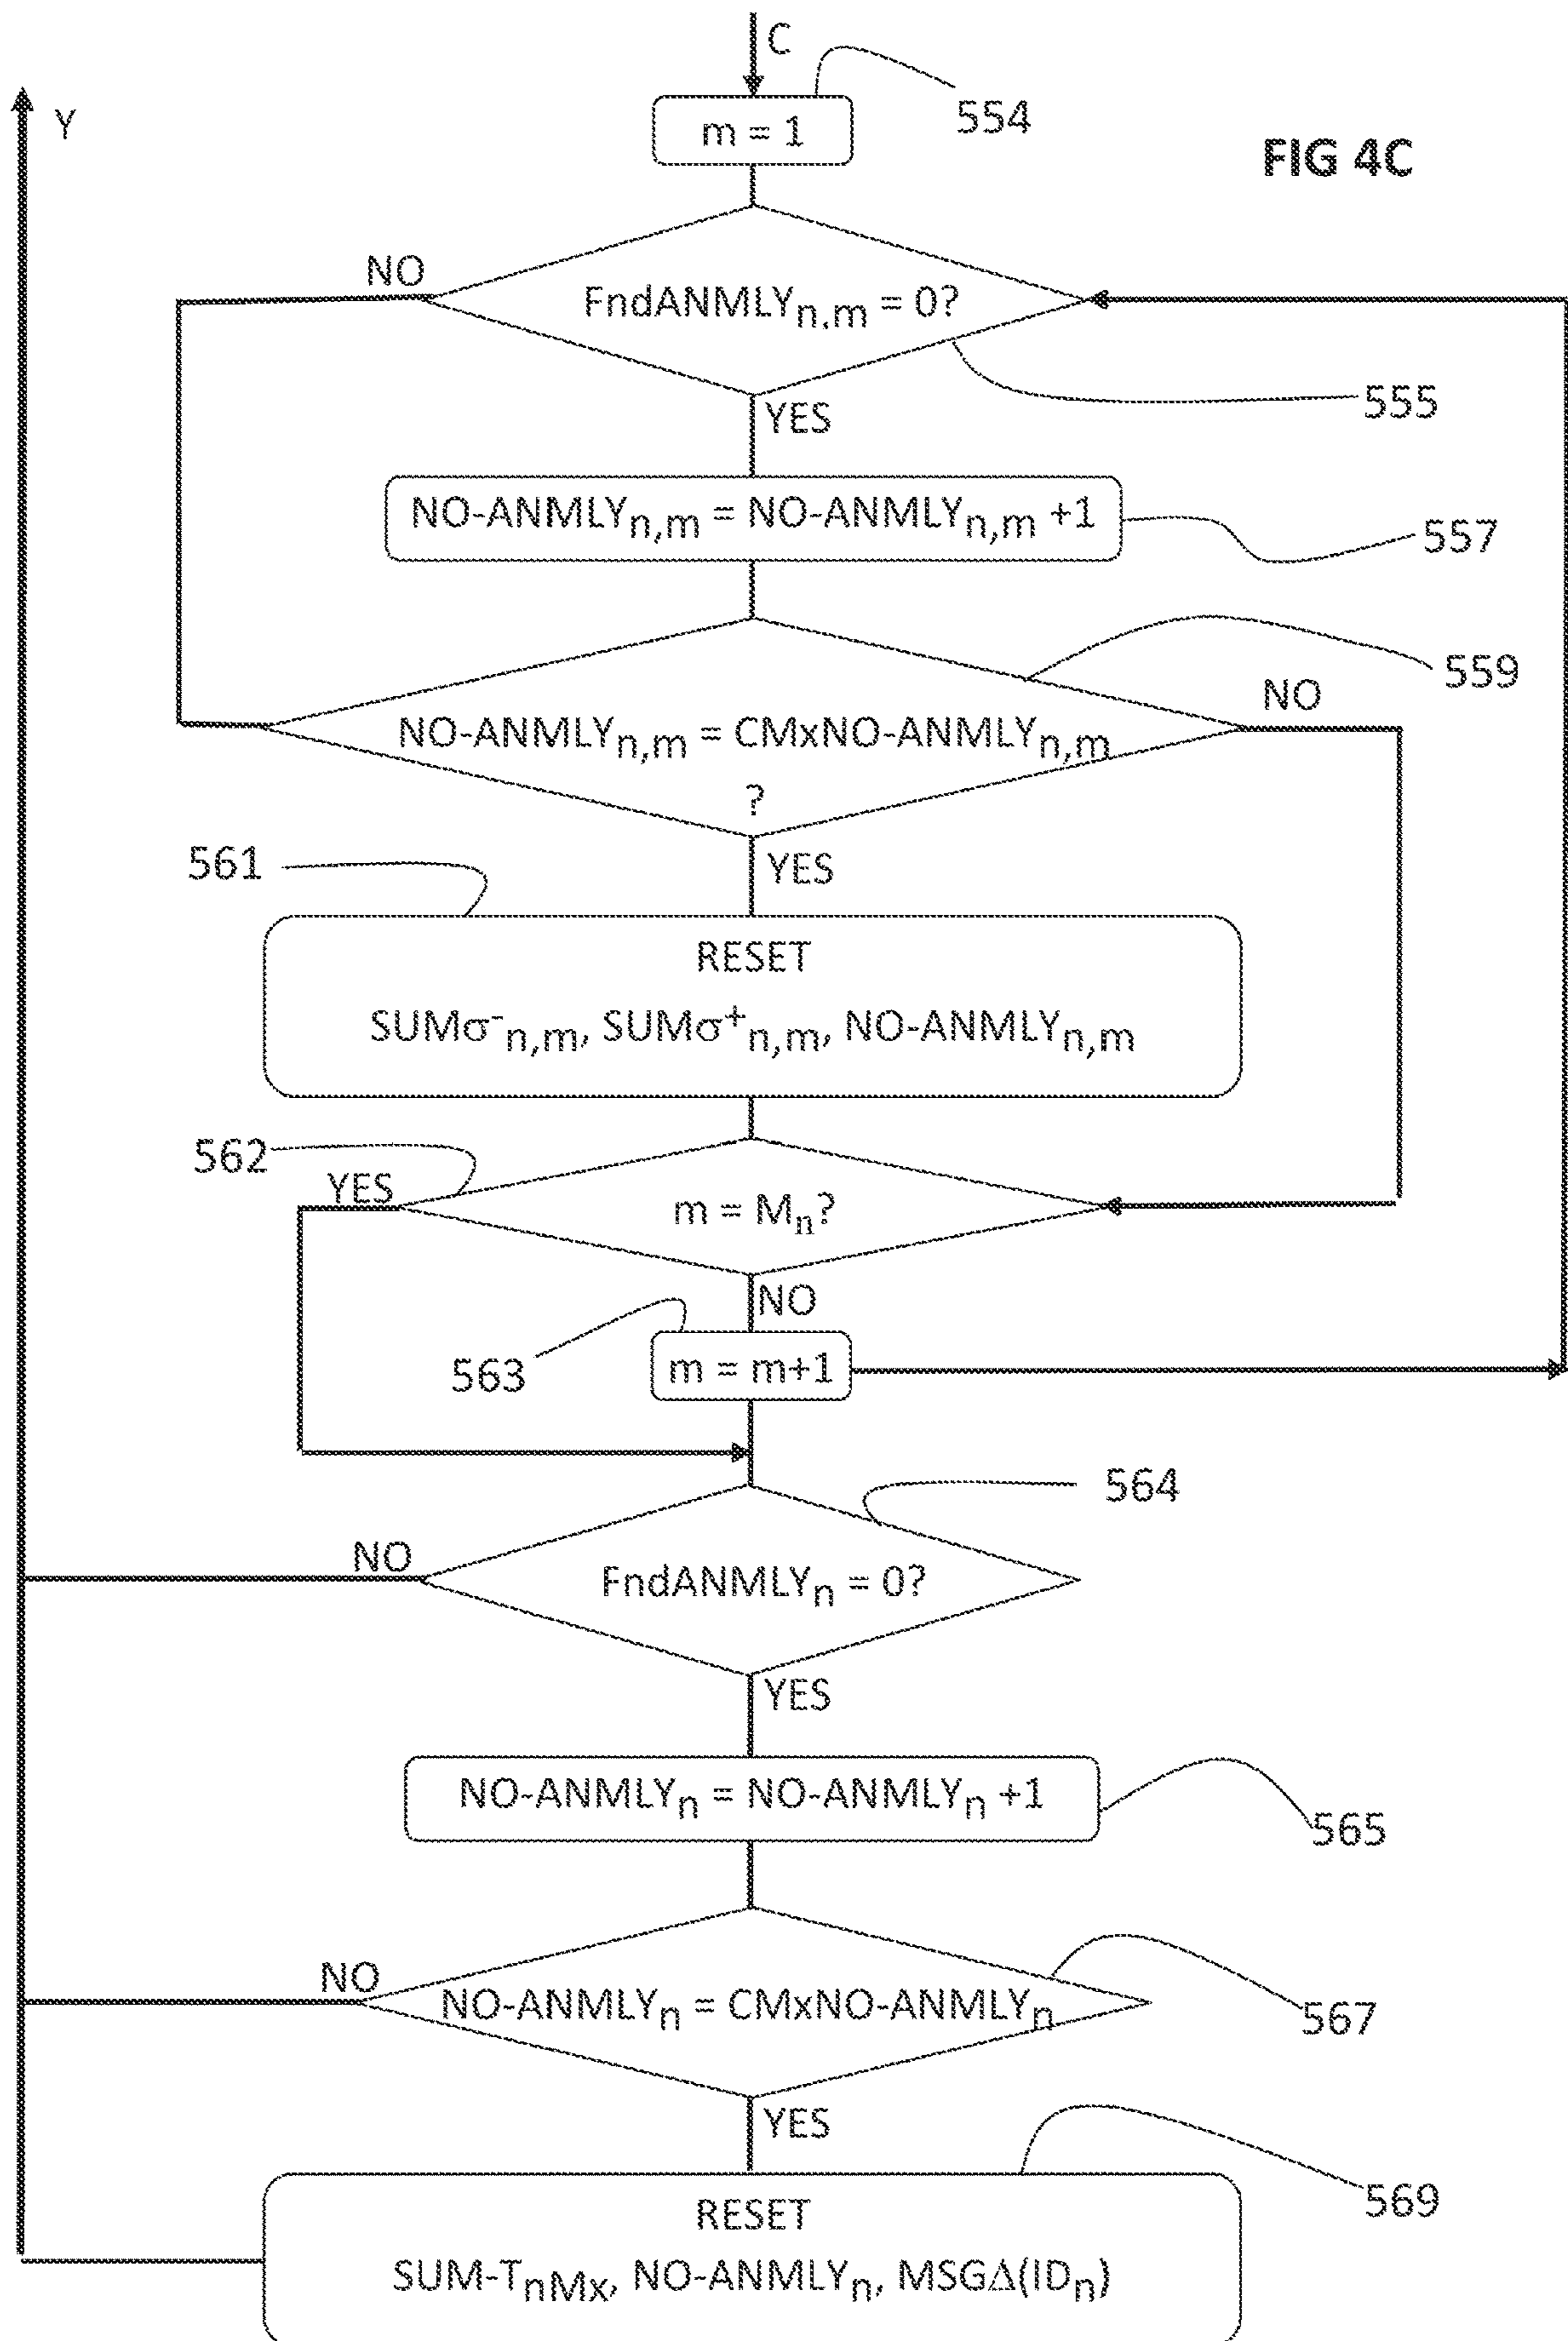 C
Y
m = 1
554
FIG 4C
NO
FndANMLYn,m = 0?
555
YES
NO-ANMLYn,m = NO-ANMLYn,m +1
557
559
NO
NO-ANMLYn,m = CMxNO-ANMLYn,m
?
561
YES
RESET
SUMσ⁻n,m, SUMσ⁺n,m, NO-ANMLYn,m
562
YES
m = Mn?
NO
563
m = m+1
564
NO
FndANMLYn = 0?
YES
NO-ANMLYn = NO-ANMLYn +1
565
NO
NO-ANMLYn = CMxNO-ANMLYn
567
YES
569
RESET
SUM-TnMx, NO-ANMLYn, MSGΔ(IDn)